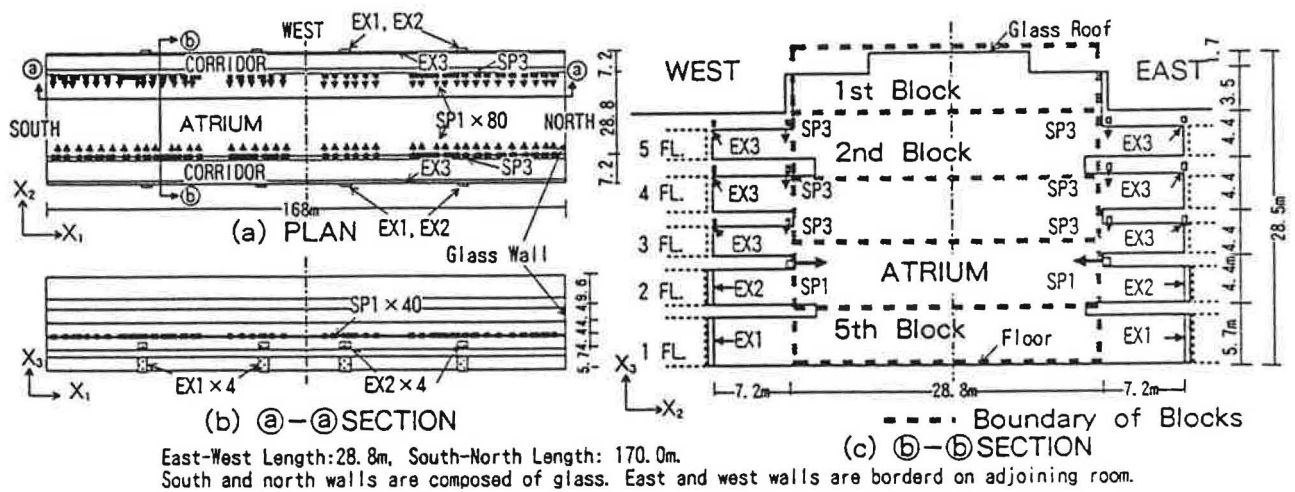 WEST
EX1, EX2
ⓑ
CORRIDOR
EX3
SP3
ⓐ
ⓐ
7.2
SP1×80
SOUTH
ATRIUM
NORTH
28.8
CORRIDOR
EX3
SP3
7.2
ⓑ
X₂
X₁
168m
EX1, EX2
(a) PLAN
Glass Wall
SP1×40
9.6
4.4
4.4
5.7
X₃
X₁
EX1×4
EX2×4
(b) ⓐ-ⓐ SECTION
Glass Roof
WEST
EAST
1st Block
3.5
SP3
SP3
5 FL.
EX3
2nd Block
EX3
4.4
4 FL.
EX3
SP3
SP3
EX3
4.4
28.5m
3 FL.
EX3
SP3
SP3
EX3
4.4
ATRIUM
2 FL.
EX2
SP1
SP1
EX2
4.4m
5th Block
1 FL.
EX1
Floor
EX1
5.7m
X₃
X₂
7.2m
28.8m
7.2m
Boundary of Blocks
(c) ⓑ-ⓑ SECTION
East-West Length:28.8m, South-North Length: 170.0m.
South and north walls are composed of glass. East and west walls are borderd on adjoining room.